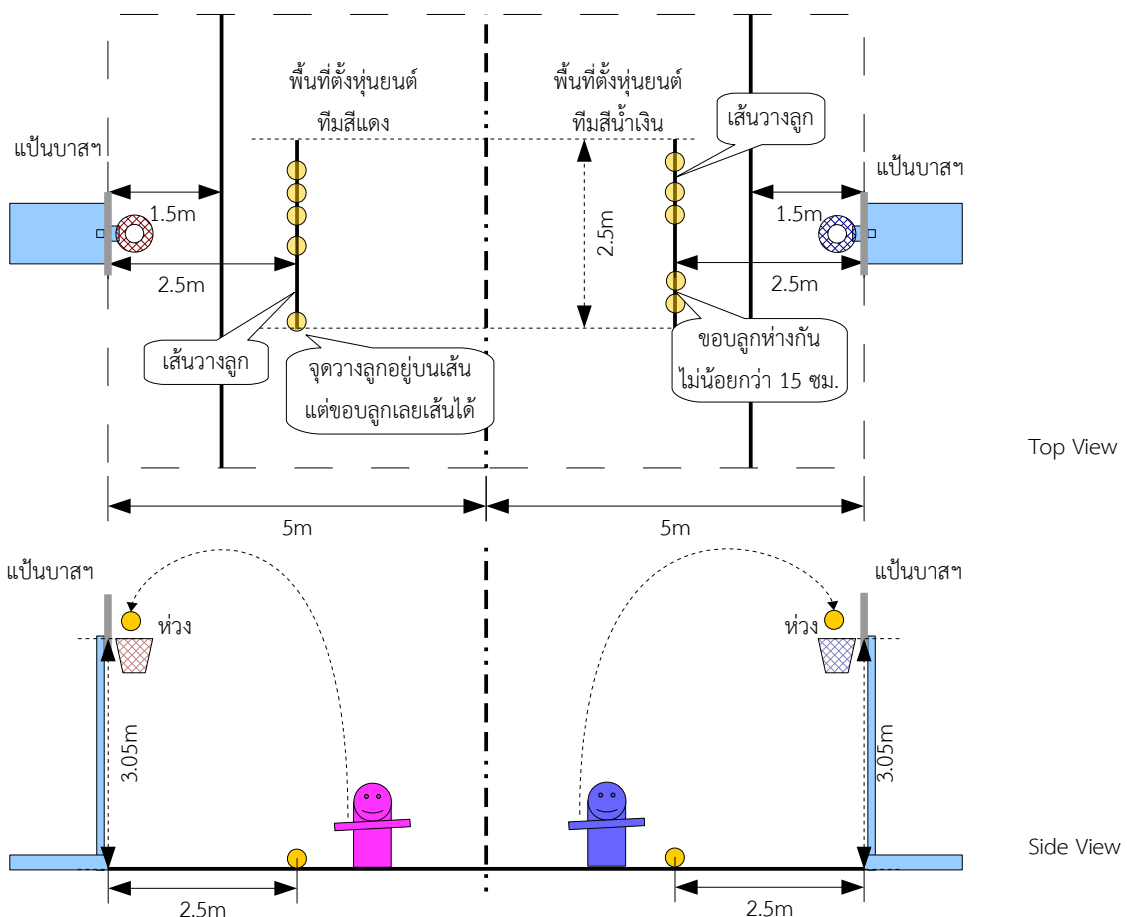 พื้นที่ตั้งหุ่นยนต์
ทีมสีแดง
พื้นที่ตั้งหุ่นยนต์
ทีมสีน้ำเงิน
เส้นวางลูก
แป้นบาสฯ
แป้นบาสฯ
1.5m
1.5m
2.5m
2.5m
2.5m
เส้นวางลูก
จุดวางลูกอยู่บนเส้น
แต่ขอบลูกเลยเส้นได้
ขอบลูกห่างกัน
ไม่น้อยกว่า 15 ซม.
Top View
5m
5m
แป้นบาสฯ
แป้นบาสฯ
ห่วง
ห่วง
3.05m
3.05m
Side View
2.5m
2.5m